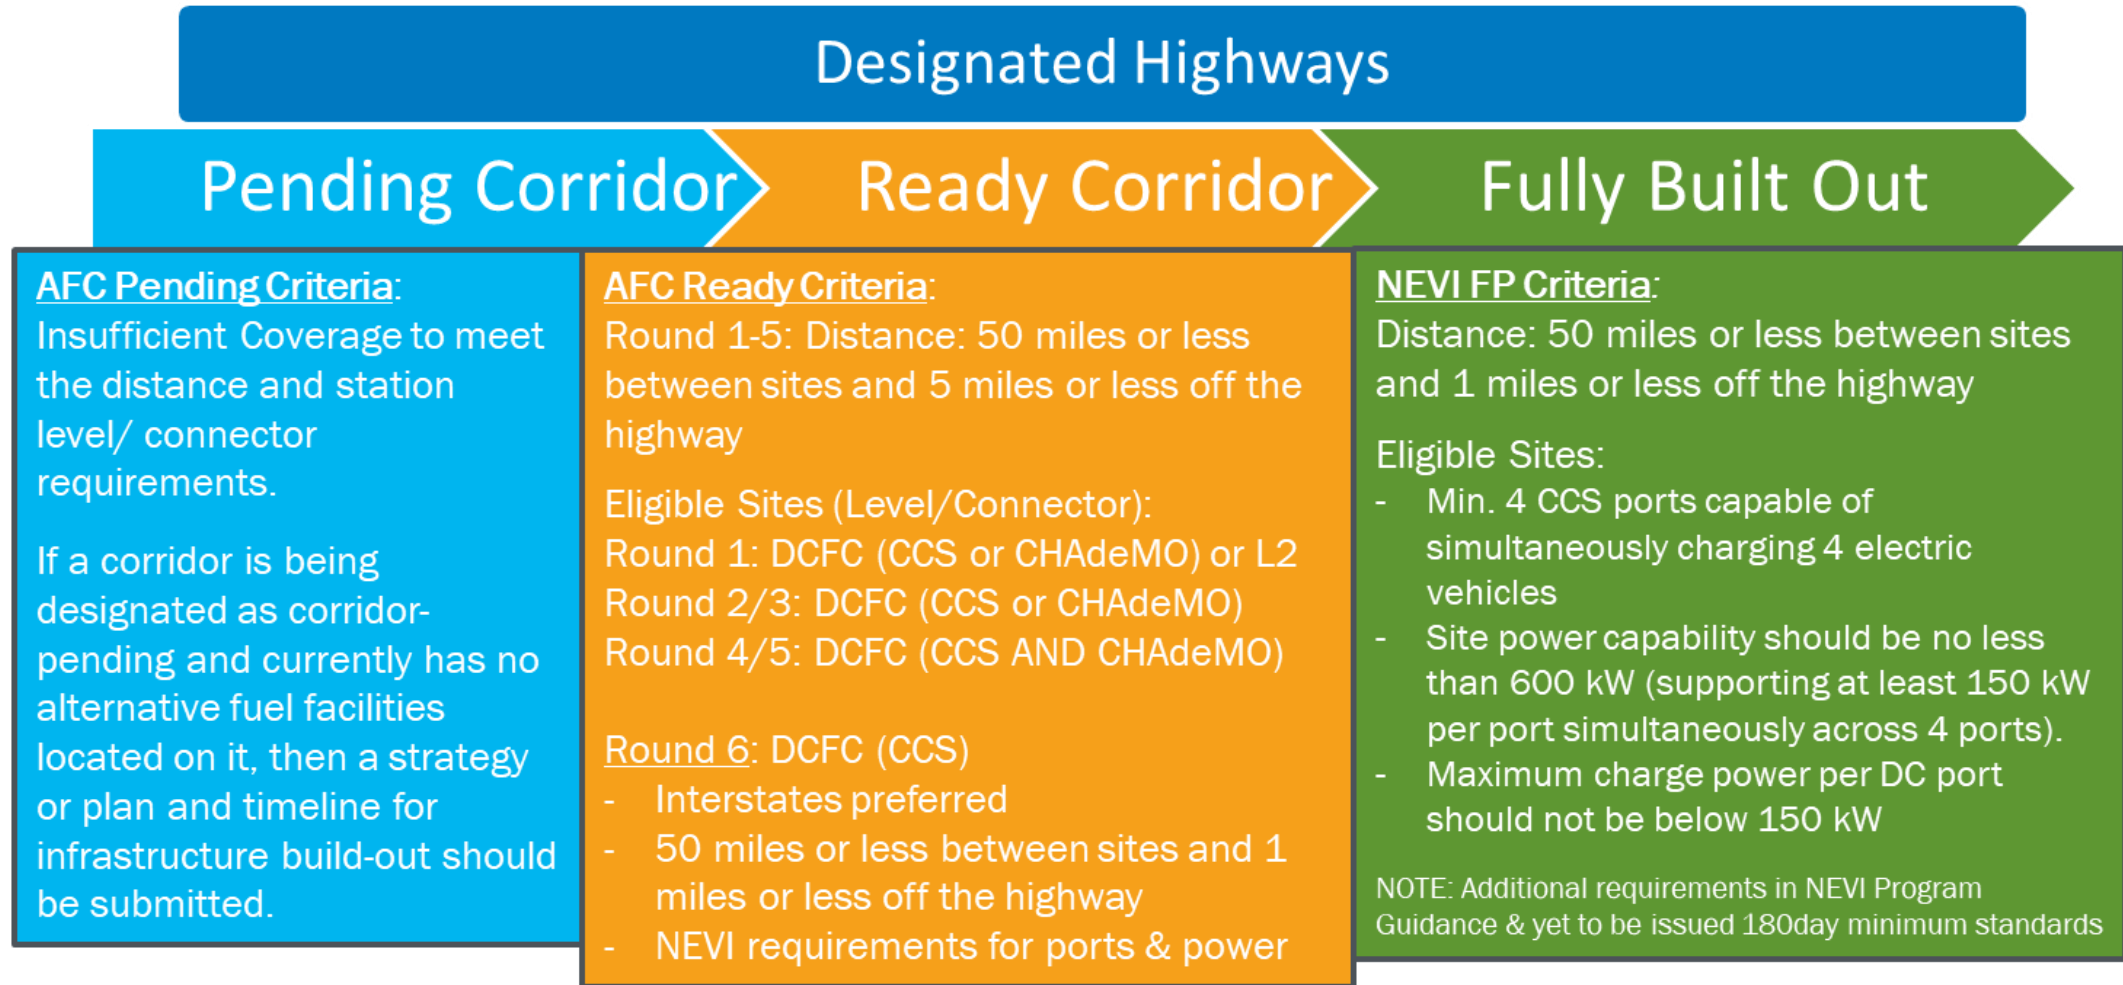 Designated Highways
Pending Corridor
Ready Corridor
Fully Built Out
AFC Pending Criteria:
Insufficient Coverage to meet
the distance and station
level/ connector
requirements.
If a corridor is being
designated as corridor-
pending and currently has no
alternative fuel facilities
located on it, then a strategy
or plan and timeline for
infrastructure build-out should
be submitted.
AFC Ready Criteria:
Round 1-5: Distance: 50 miles or less
between sites and 5 miles or less off the
highway
Eligible Sites (Level/Connector):
Round 1: DCFC (CCS or CHAdeMO) or L2
Round 2/3: DCFC (CCS or CHAdeMO)
Round 4/5: DCFC (CCS AND CHAdeMO)
Round 6: DCFC (CCS)
- Interstates preferred
- 50 miles or less between sites and 1
miles or less off the highway
- NEVI requirements for ports & power
NEVI FP Criteria:
Distance: 50 miles or less between sites
and 1 miles or less off the highway
Eligible Sites:
- Min. 4 CCS ports capable of
simultaneously charging 4 electric
vehicles
- Site power capability should be no less
than 600 kW (supporting at least 150 kW
per port simultaneously across 4 ports).
- Maximum charge power per DC port
should not be below 150 kW
NOTE: Additional requirements in NEVI Program
Guidance & yet to be issued 180day minimum standards